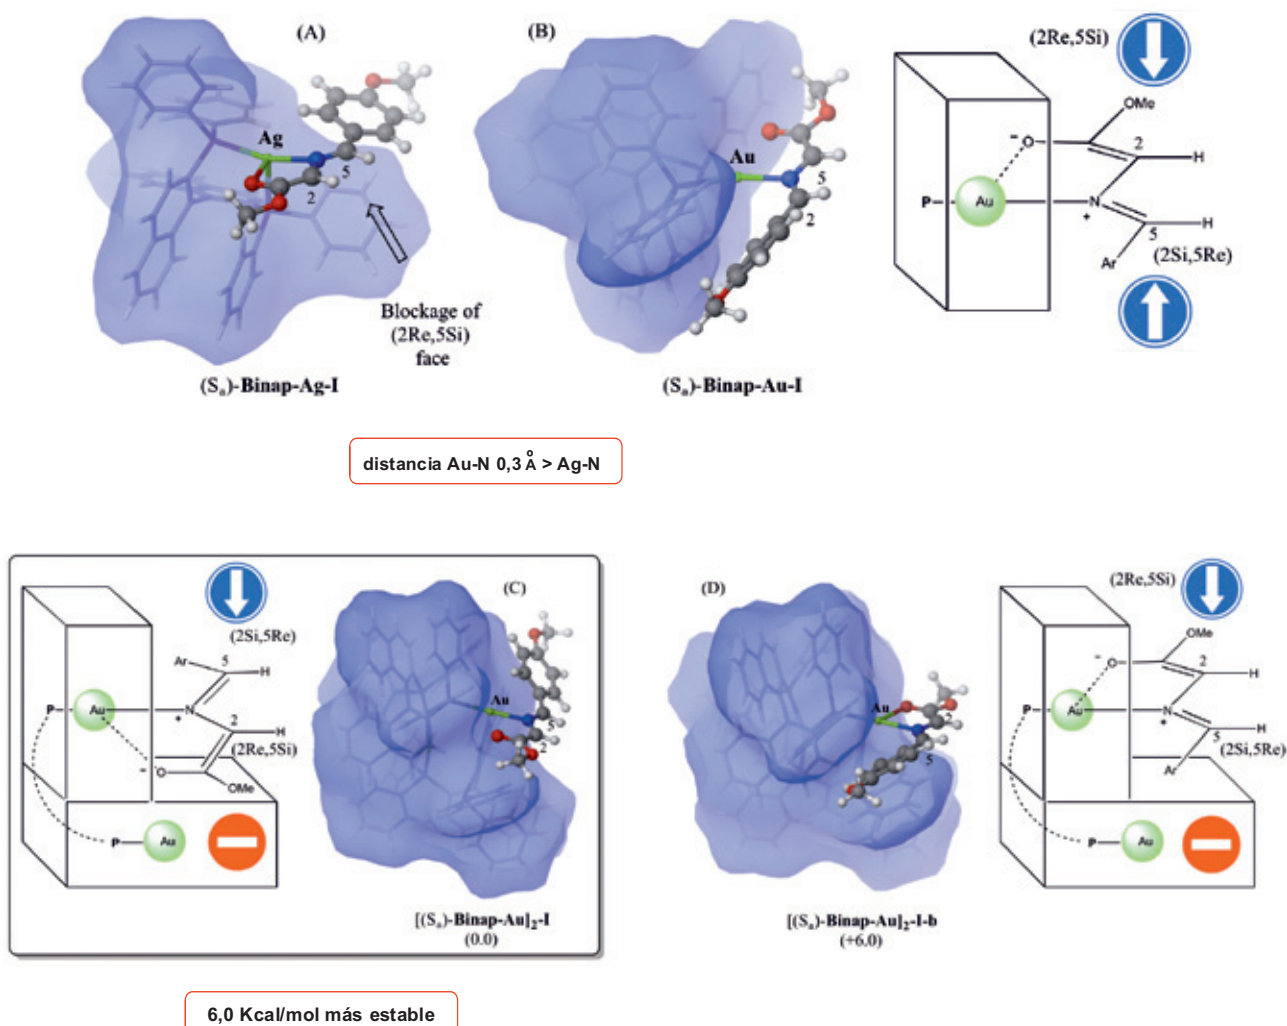 (A)
Ag
5
2
Blockage of
(2Re,5Si)
face
(Sa)-Binap-Ag-I
(B)
Au
5
2
(Sa)-Binap-Au-I
(2Re,5Si)
OMe
- O
2
H
P
Au
N
+
H
5
Ar
(2Si,5Re)
distancia Au-N 0,3 Å > Ag-N
(2Si,5Re)
Ar
5
H
P
Au
N
+
2
H
(2Re,5Si)
- O
OMe
P
Au
(C)
Au
5
2
[(Sa)-Binap-Au]2-I
(0.0)
(D)
Au
2
5
[(Sa)-Binap-Au]2-I-b
(+6.0)
(2Re,5Si)
OMe
- O
2
H
P
Au
N
+
H
5
(2Si,5Re)
Ar
P
Au
6,0 Kcal/mol más estable